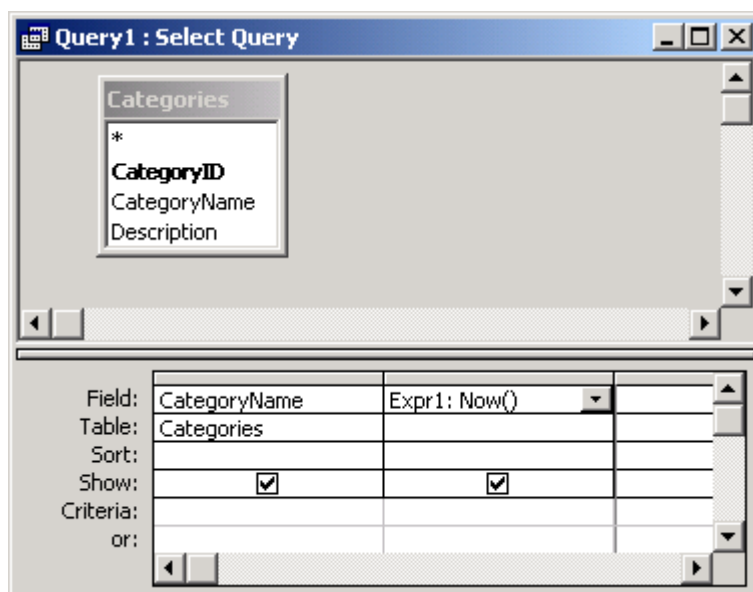 Query1 : Select Query
Categories
*
CategoryID
CategoryName
Description
Field: CategoryName Expr1: Now()
Table: Categories
Sort:
Show:
Criteria:
or: